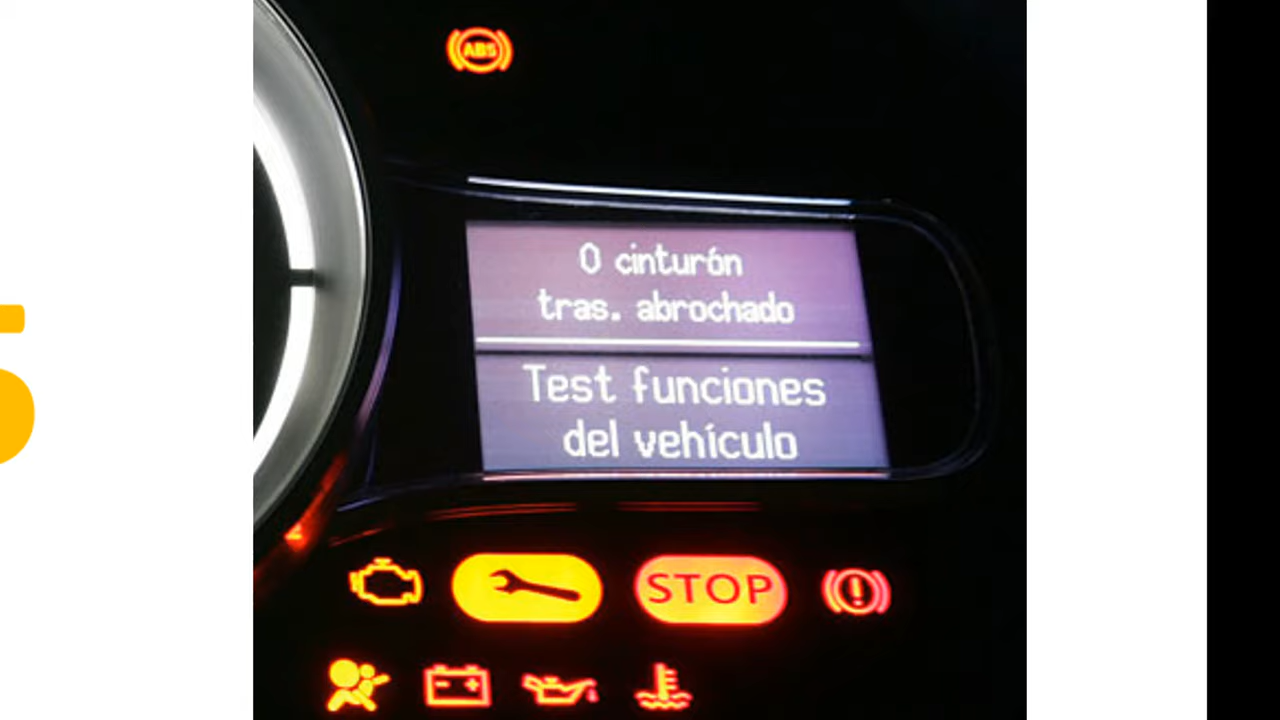 ABS
0 cinturón
tras. abrochado
Test funciones
del vehículo
STOP